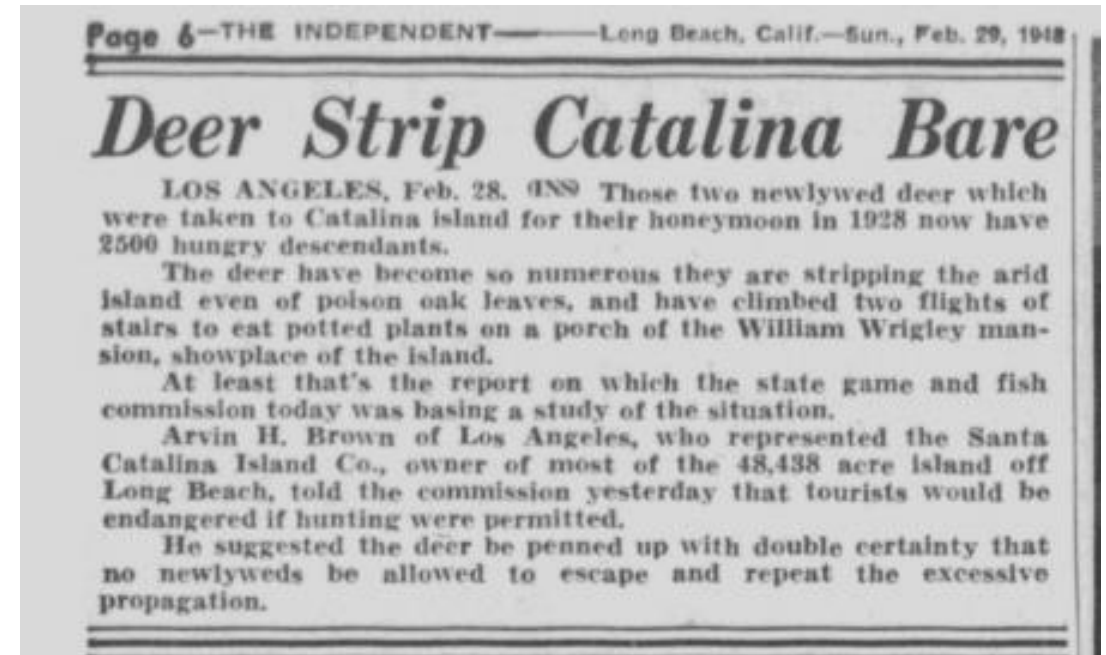 Page 6—THE INDEPENDENT— Long Beach, Calif.—Sun., Feb. 29, 1948
Deer Strip Catalina Bare
LOS ANGELES, Feb. 28. (INS) Those two newlywed deer which
were taken to Catalina island for their honeymoon in 1928 now have
2500 hungry descendants.
The deer have become so numerous they are stripping the arid
island even of poison oak leaves, and have climbed two flights of
stairs to eat potted plants on a porch of the William Wrigley man-
sion, showplace of the island.
At least that's the report on which the state game and fish
commission today was basing a study of the situation.
Arvin H. Brown of Los Angeles, who represented the Santa
Catalina Island Co., owner of most of the 48,438 acre island off
Long Beach, told the commission yesterday that tourists would be
endangered if hunting were permitted.
He suggested the deer be penned up with double certainty that
no newlyweds be allowed to escape and repeat the excessive
propagation.